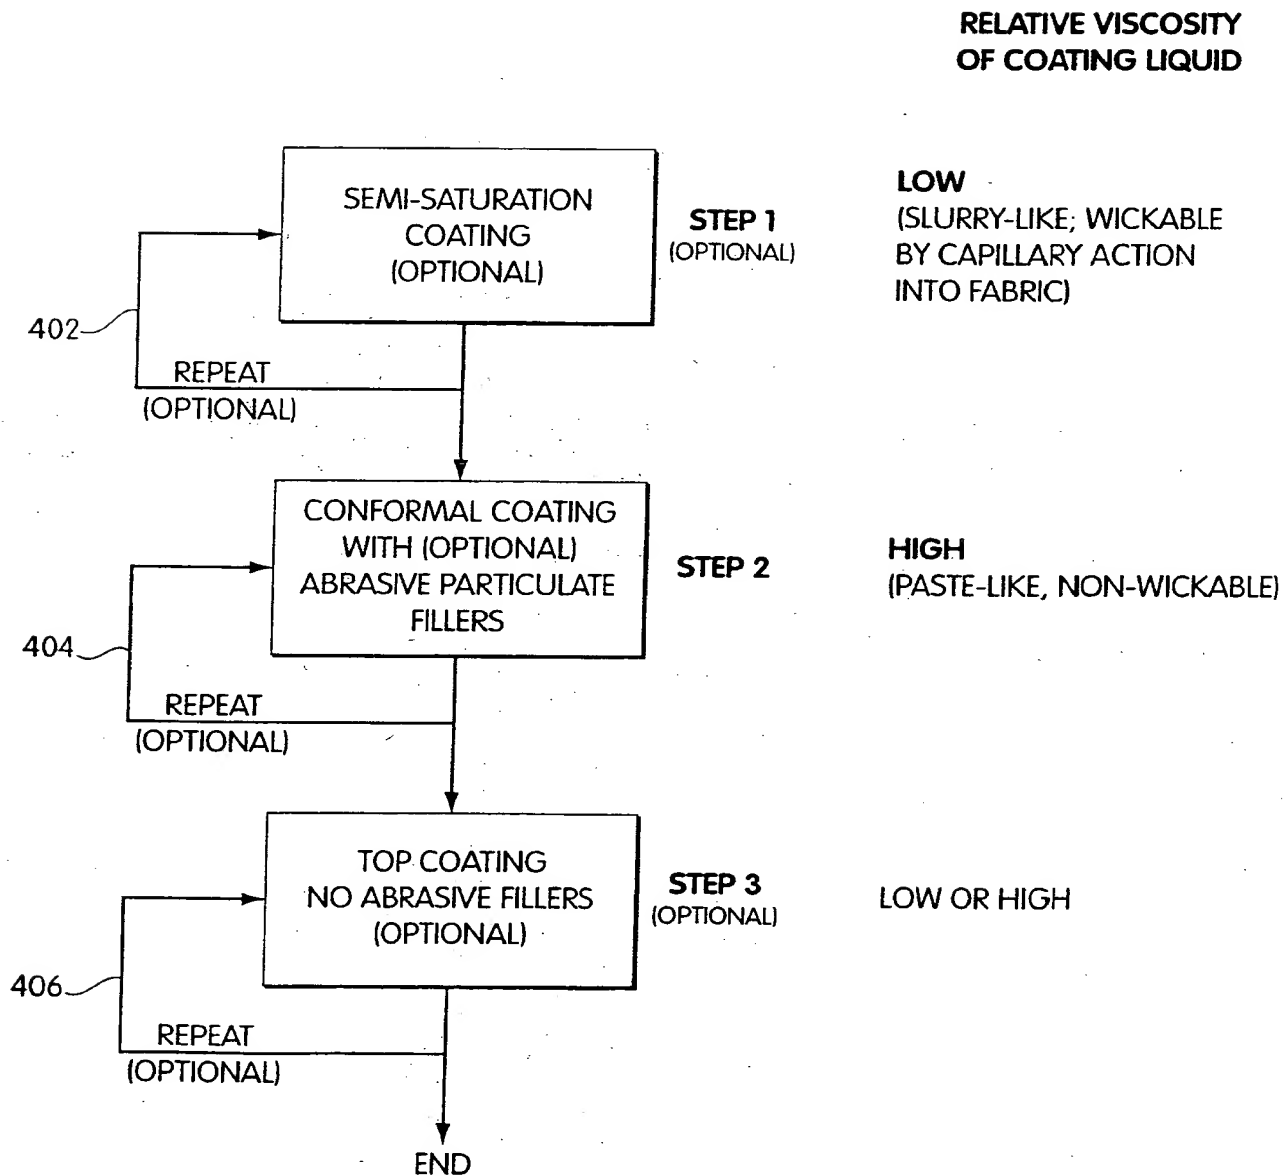 RELATIVE VISCOSITY
OF COATING LIQUID
SEMI-SATURATION
COATING
(OPTIONAL)
STEP 1
(OPTIONAL)
LOW
(SLURRY-LIKE; WICKABLE
BY CAPILLARY ACTION
INTO FABRIC)
402
REPEAT
(OPTIONAL)
CONFORMAL COATING
WITH (OPTIONAL)
ABRASIVE PARTICULATE
FILLERS
STEP 2
HIGH
(PASTE-LIKE, NON-WICKABLE)
404
REPEAT
(OPTIONAL)
TOP COATING
NO ABRASIVE FILLERS
(OPTIONAL)
STEP 3
(OPTIONAL)
LOW OR HIGH
406
REPEAT
(OPTIONAL)
END